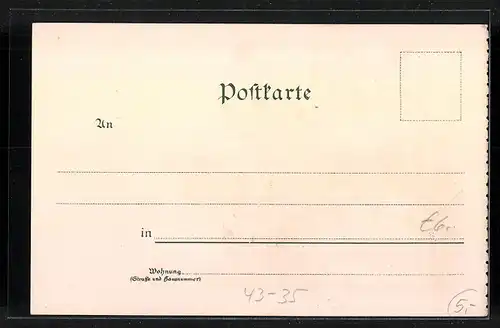 Postkarte
An
in
Wohnung
(Straße und Hausnummer)
43-35
5,-